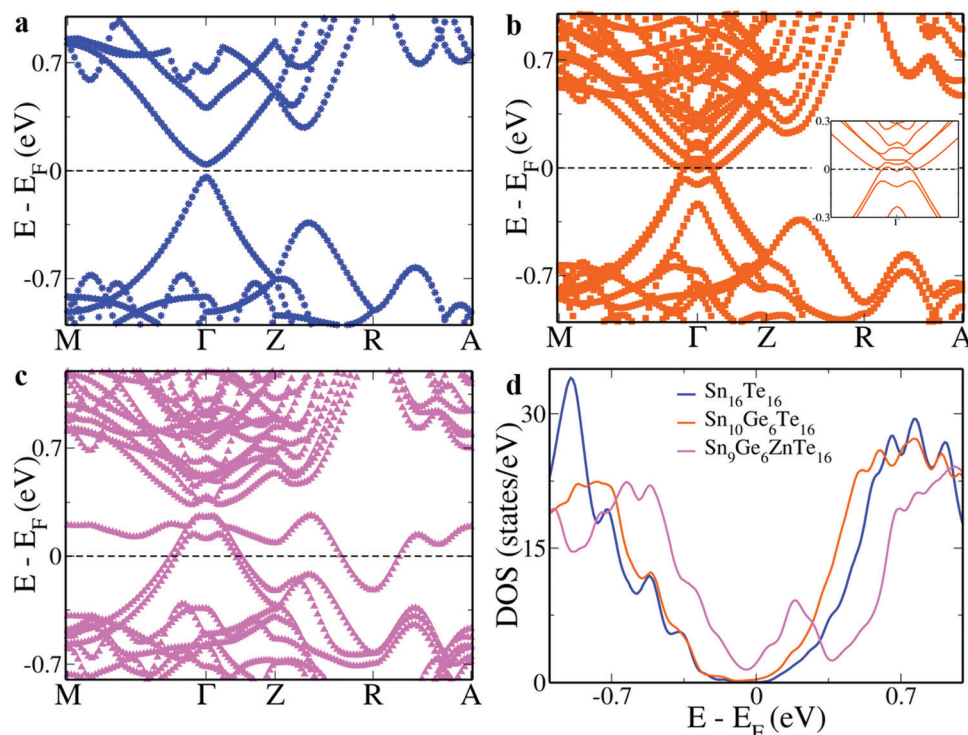 a
0.7
0
-0.7
E - E_F (eV)
M Γ Z R A
b
0.7
0
-0.7
E - E_F (eV)
0.3
0
-0.3
Γ
M Γ Z R A
c
0.7
0
-0.7
E - E_F (eV)
M Γ Z R A
d
Sn₁₆Te₁₆
Sn₁₀Ge₆Te₁₆
Sn₉Ge₆ZnTe₁₆
30
15
0
DOS (states/eV)
-0.7 0 0.7
E - E_F (eV)